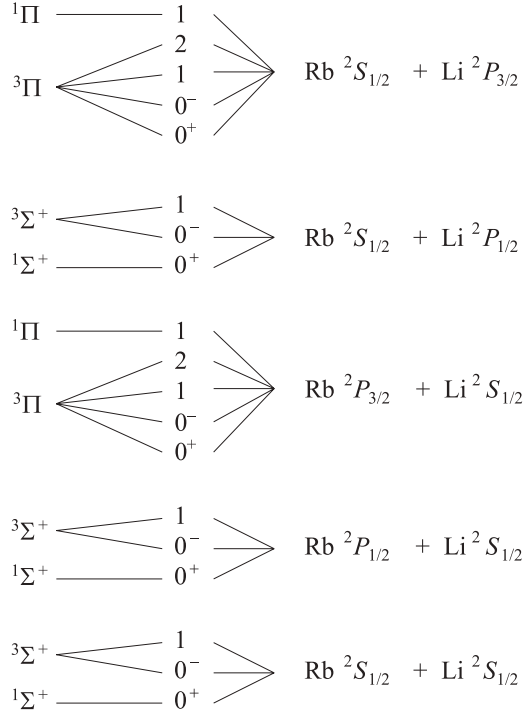 ¹Π 1
2
³Π 1 Rb ²S₁/₂ + Li ²P₃/₂
0⁻
0⁺
³Σ⁺ 1
0⁻ Rb ²S₁/₂ + Li ²P₁/₂
¹Σ⁺ 0⁺
¹Π 1
2
³Π 1 Rb ²P₃/₂ + Li ²S₁/₂
0⁻
0⁺
³Σ⁺ 1
0⁻ Rb ²P₁/₂ + Li ²S₁/₂
¹Σ⁺ 0⁺
³Σ⁺ 1
0⁻ Rb ²S₁/₂ + Li ²S₁/₂
¹Σ⁺ 0⁺